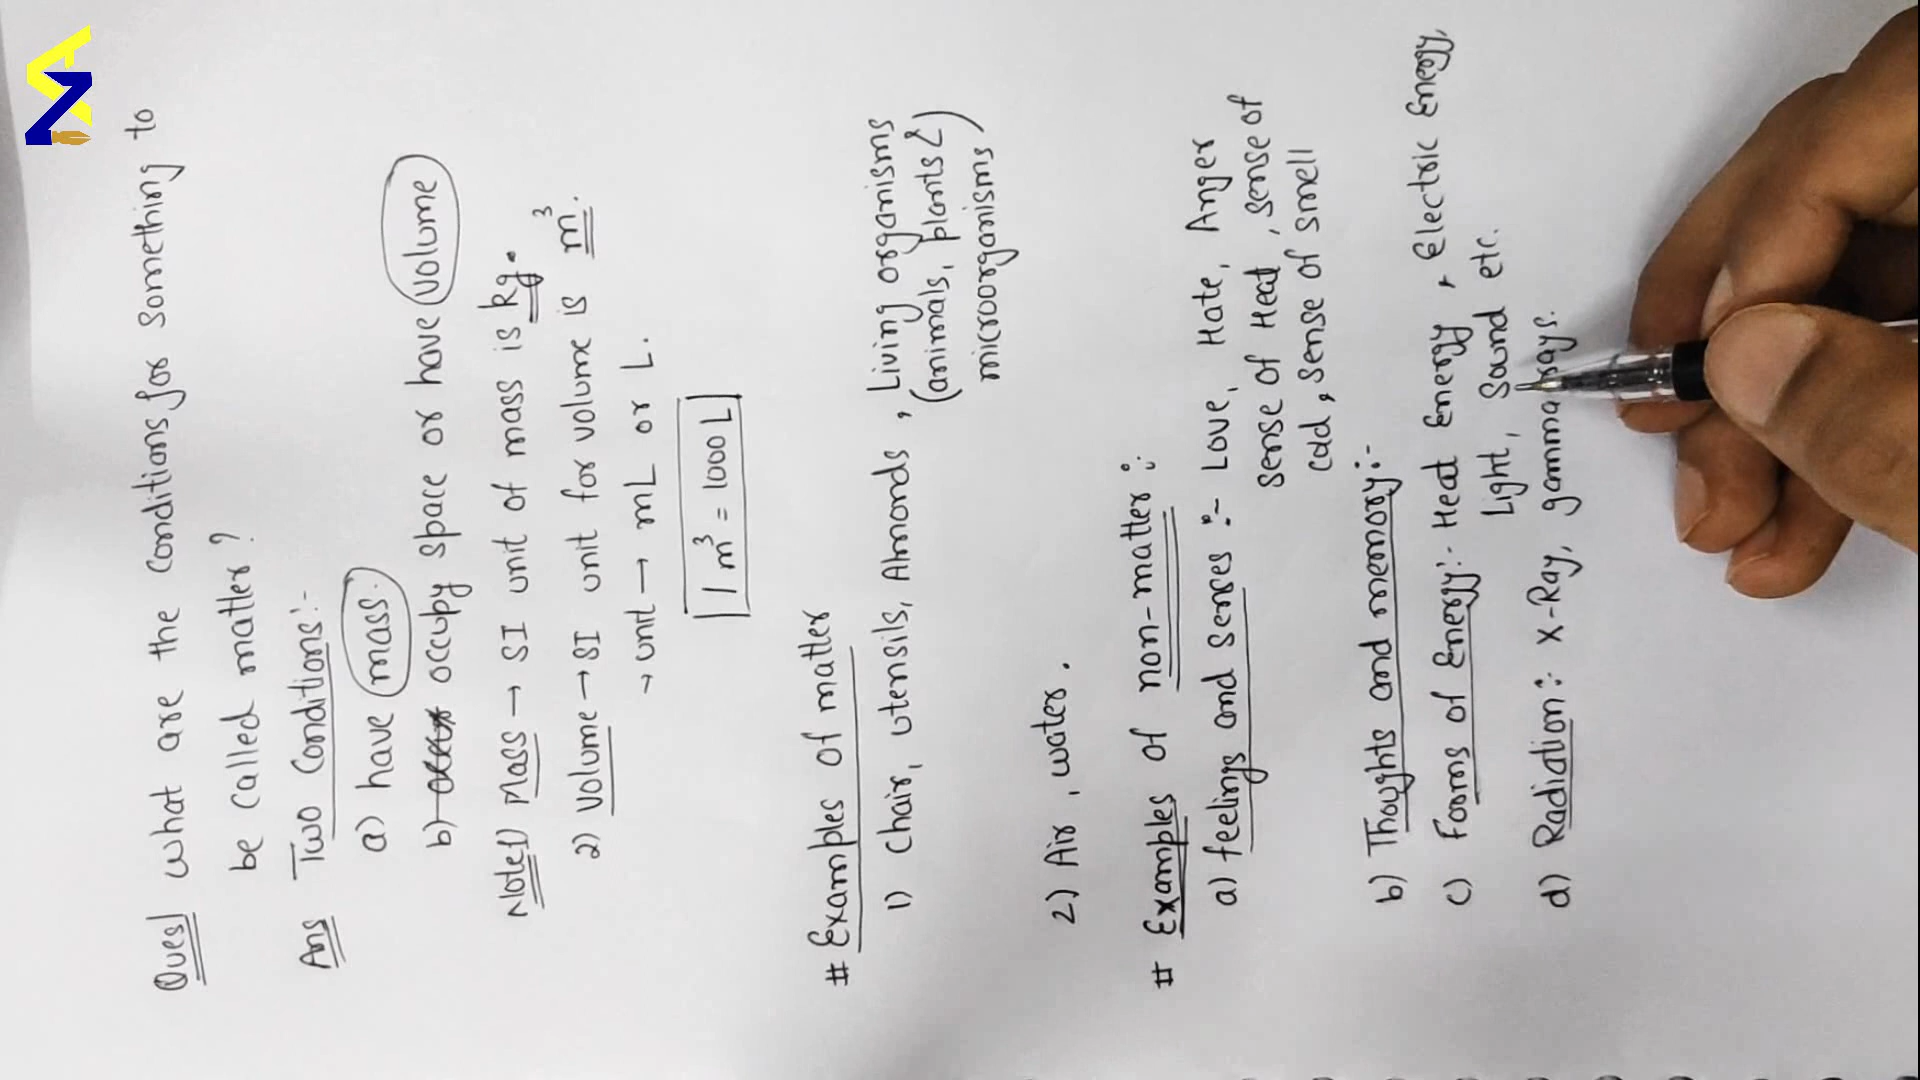 Ques] What are the conditions for something to
be called matter?
Ans Two Conditions:-
a) have mass.
b) occupy space or have volume
Note 1) Mass → SI unit of mass is kg.
2) Volume → SI unit for volume is m³.
→ unit → mL or L.
1 m³ = 1000 L
# Examples of matter
1) Chair, utensils, Almonds, Living organisms
(animals, plants &
microorganisms)
2) Air, water.
# Examples of non-matter:
a) feelings and senses :- Love, Hate, Anger
sense of Heat, sense of
cold, sense of smell
b) Thoughts and memory:-
c) Forms of Energy:- Heat Energy, Electric Energy,
Light, Sound etc.
d) Radiation: X-Ray, gamma rays.